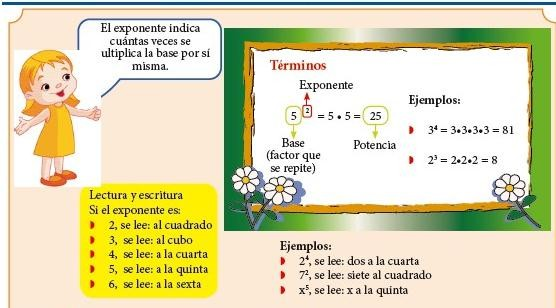 El exponente indica
cuántas veces se
ultiplica la base por sí
misma.
Términos
Exponente
5 ² = 5 • 5 = 25
Base
(factor que
se repite)
Potencia
Ejemplos:
3⁴ = 3•3•3•3 = 81
2³ = 2•2•2 = 8
Lectura y escritura
Si el exponente es:
2, se lee: al cuadrado
3, se lee: al cubo
4, se lee: a la cuarta
5, se lee: a la quinta
6, se lee: a la sexta
Ejemplos:
2⁴, se lee: dos a la cuarta
7², se lee: siete al cuadrado
x⁵, se lee: x a la quinta